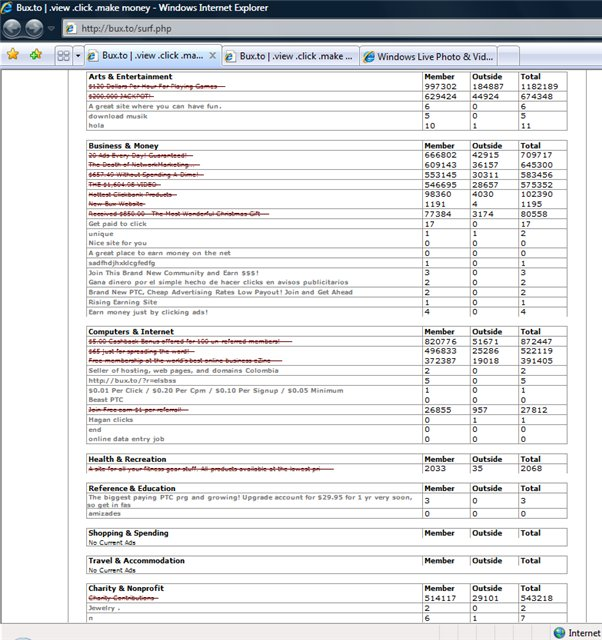 Bux.to | .view .click .make money - Windows Internet Explorer
http://bux.to/surf.php
Bux.to | .view .click .ma... Bux.to | .view .click .make ... Windows Live Photo & Vid...
Arts & Entertainment Member Outside Total
$120 Dollars Per Hour For Playing Games 997302 184887 1182189
$200,000 JACKPOT! 629424 44924 674348
A great site where you can have fun. 6 0 6
download musik 5 0 5
hola 10 1 11
Business & Money Member Outside Total
20 Ads Every Day! Guaranteed! 666802 42915 709717
The Death of NetworkMarketing... 609143 36157 645300
$657.49 Without Spending A Dime! 553145 30311 583456
THE $1,604.95 VIDEO 546695 28657 575352
Hottest Clickbank Products 98360 4030 102390
New Bux Website 1191 4 1195
Received $650.00 - The Most Wonderful Christmas Gift 77384 3174 80558
Get paid to click 17 0 17
unique 1 1 2
Nice site for you 0 0 0
A great place to earn money on the net 0 0 0
sadfhdjhxklcgfedfg 1 0 1
Join This Brand New Community and Earn $$$! 3 0 3
Gana dinero por el simple hecho de hacer clicks en avisos publicitarios 2 0 2
Brand New PTC, Cheap Advertising Rates Low Payout! Join and Get Ahead 2 0 2
Rising Earning Site 1 0 1
Earn money just by clicking ads! 4 0 4
Computers & Internet Member Outside Total
$5.00 Cashback Bonus offered for 100 un-referred members! 820776 51671 872447
$65 just for spreading the word! 496833 25286 522119
Free membership at the world's best online business eZine 372387 19018 391405
Seller of hosting, web pages, and domains Colombia 2 0 2
http://bux.to/?r=elsbss 5 0 5
$0.01 Per Click / $0.20 Per Cpm / $0.10 Per Signup / $0.05 Minimum 1 0 1
Beast PTC 0 0 0
Join Free earn $1 per referral! 26855 957 27812
Hagan clicks 0 1 1
end 0 0 0
online data entry job 0 0 0
Health & Recreation Member Outside Total
A site for all your fitness gear stuff. All products available at the lowest pri 2033 35 2068
Reference & Education Member Outside Total
The biggest paying PTC prg and growing! Upgrade account for $29.95 for 1 yr very soon,
so get in fas 3 0 3
amizades 0 0 0
Shopping & Spending Member Outside Total
No Current Ads
Travel & Accommodation Member Outside Total
No Current Ads
Charity & Nonprofit Member Outside Total
Charity Contributions 514117 29101 543218
Jewelry . 2 0 2
n 6 1 7
Internet